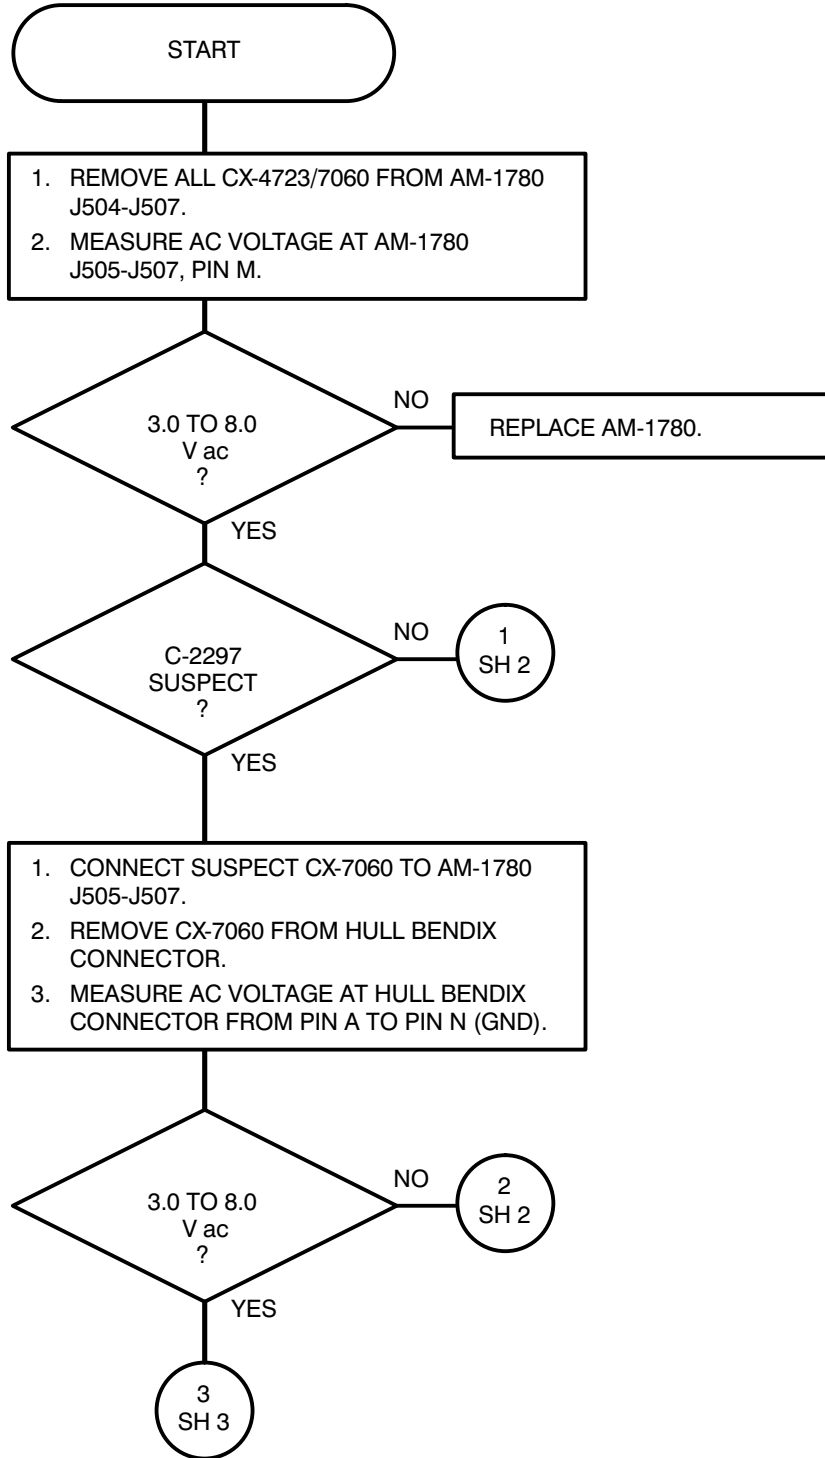 START
1. REMOVE ALL CX-4723/7060 FROM AM-1780
J504-J507.
2. MEASURE AC VOLTAGE AT AM-1780
J505-J507, PIN M.
3.0 TO 8.0
V ac
?
NO
REPLACE AM-1780.
YES
C-2297
SUSPECT
?
NO
1
SH 2
YES
1. CONNECT SUSPECT CX-7060 TO AM-1780
J505-J507.
2. REMOVE CX-7060 FROM HULL BENDIX
CONNECTOR.
3. MEASURE AC VOLTAGE AT HULL BENDIX
CONNECTOR FROM PIN A TO PIN N (GND).
3.0 TO 8.0
V ac
?
NO
2
SH 2
YES
3
SH 3